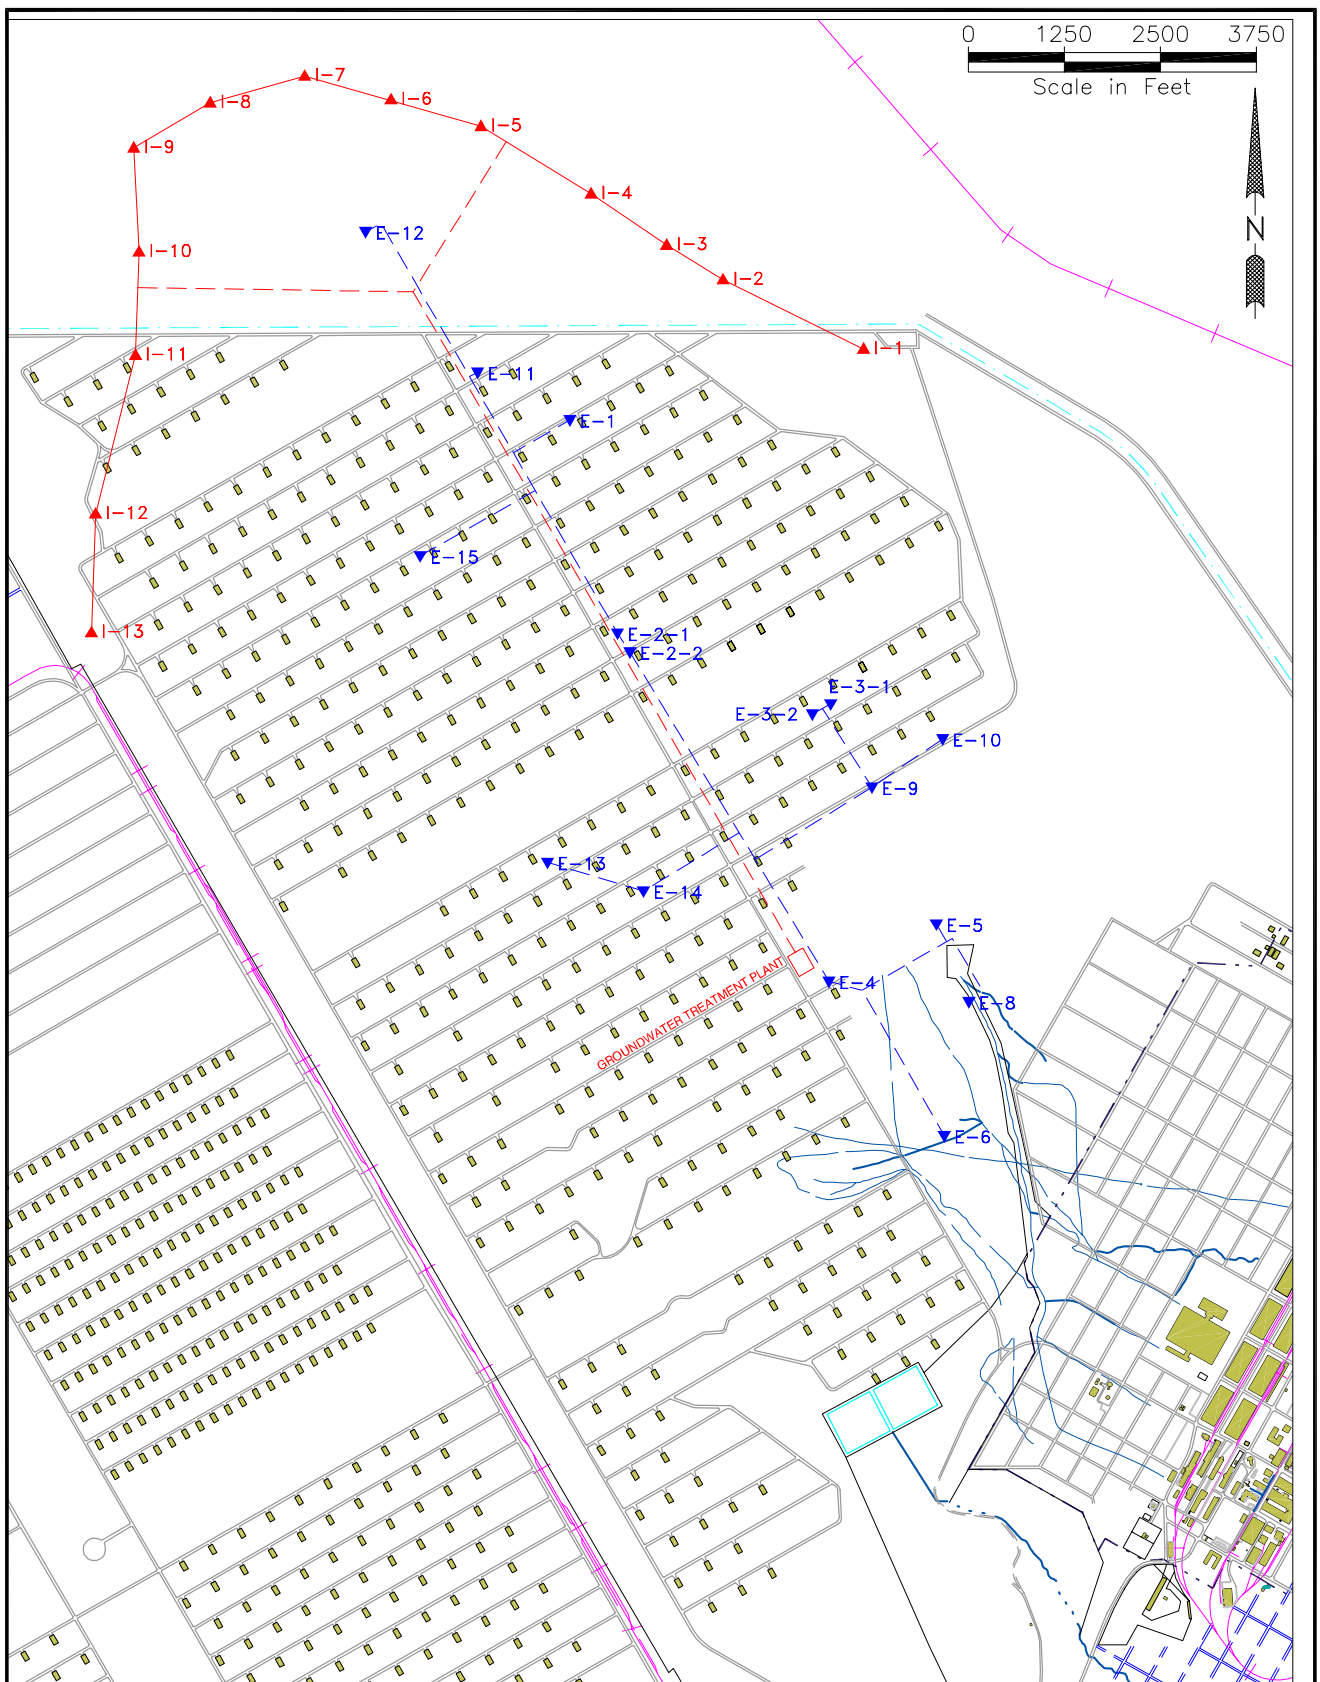 0 1250 2500 3750
Scale in Feet
N
I-7
I-6
I-8
I-5
I-9
I-4
E-12
I-3
I-10
I-2
I-1
I-11
E-11
E-1
I-12
E-15
I-13
E-2-1
E-2-2
E-3-1
E-3-2
E-10
E-9
E-13
E-14
E-5
GROUNDWATER TREATMENT PLANT
E-4
E-8
E-6